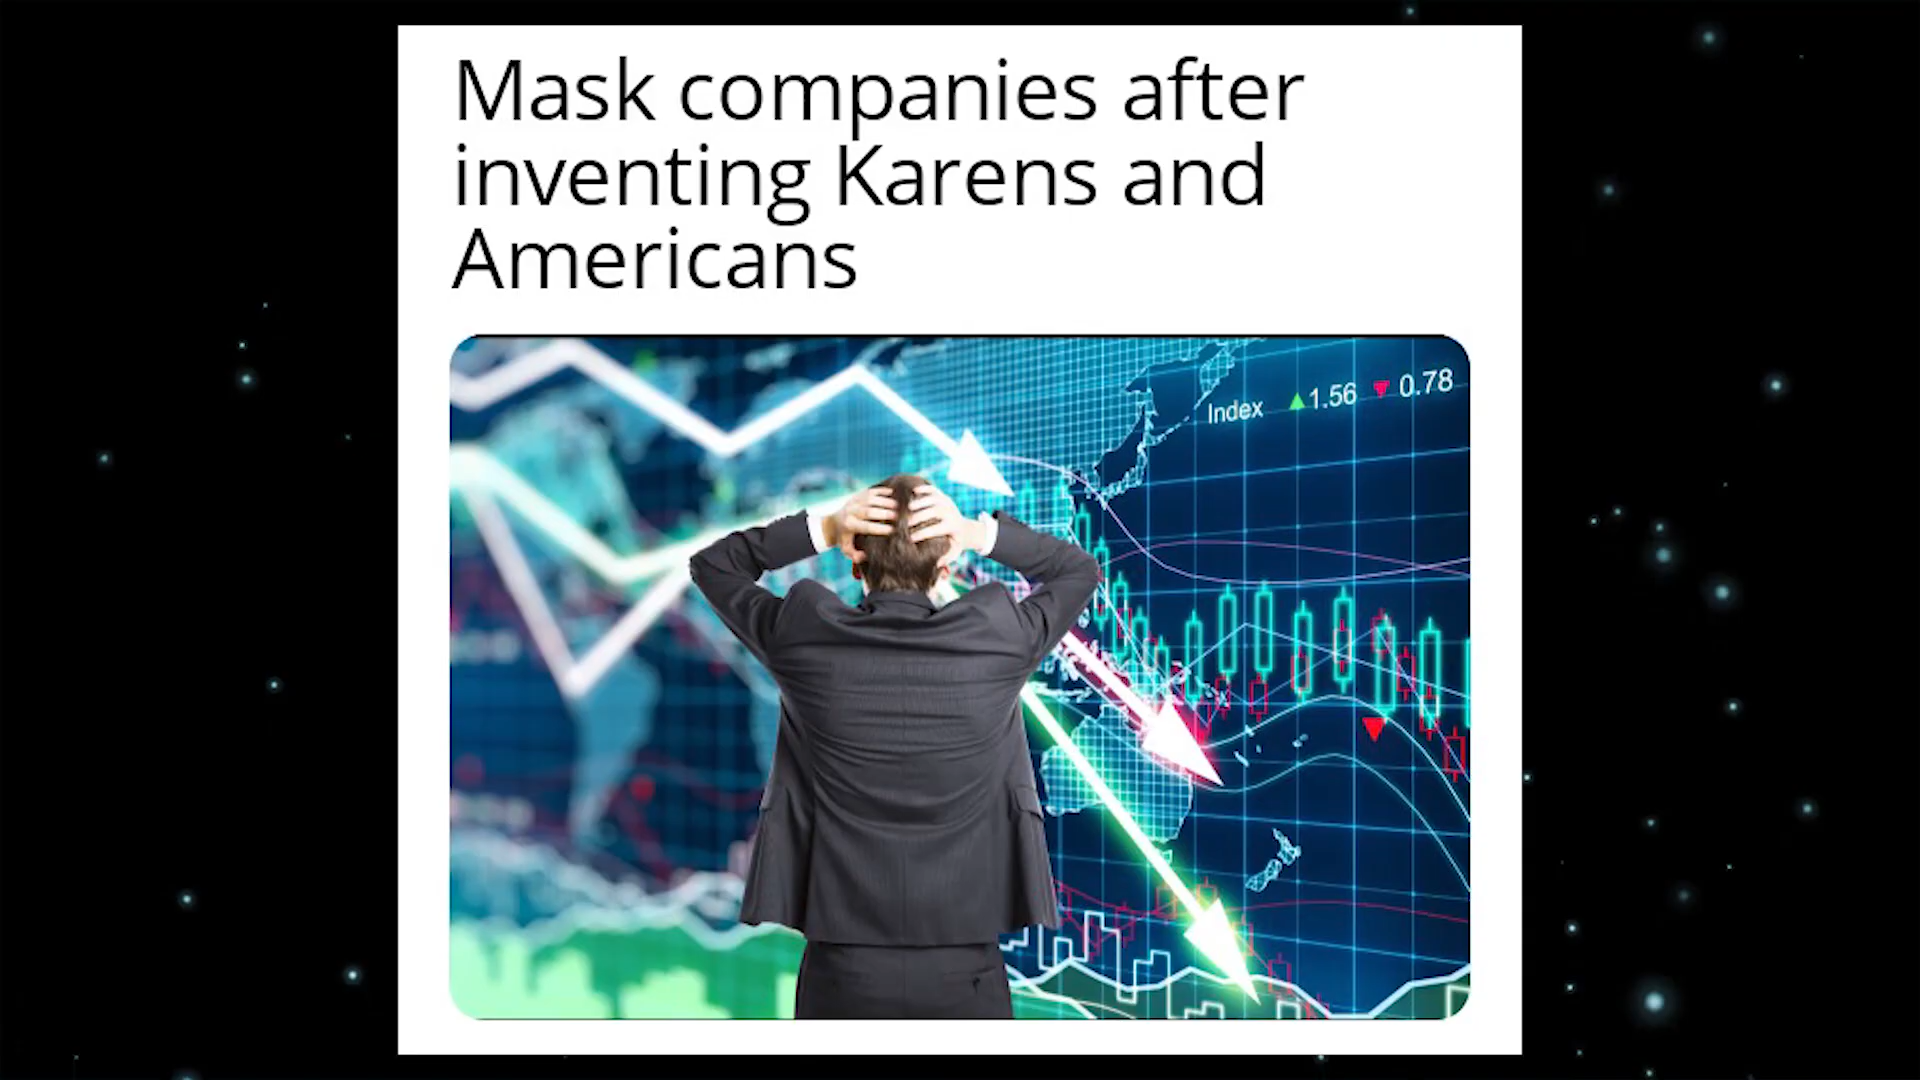 Mask companies after
inventing Karens and
Americans
Index ▲1.56 ▼0.78